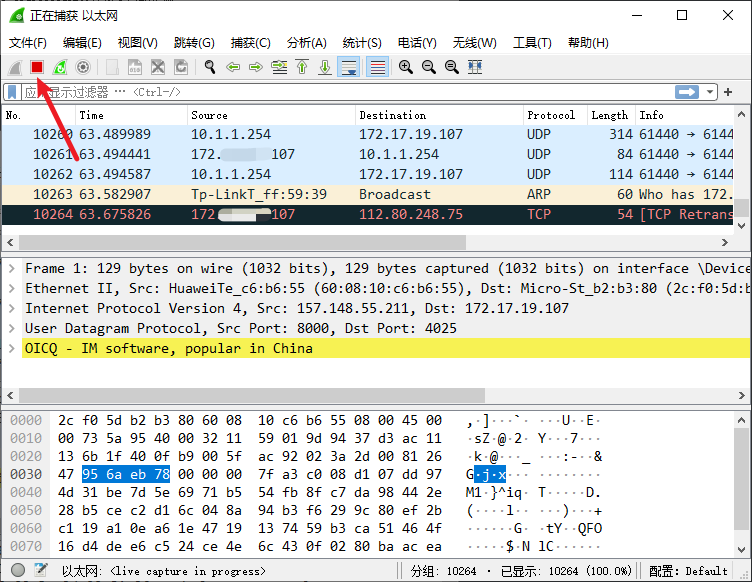 正在捕获 以太网
文件(F) 编辑(E) 视图(V) 跳转(G) 捕获(C) 分析(A) 统计(S) 电话(Y) 无线(W) 工具(T) 帮助(H)
应 显示过滤器 … <Ctrl-/>
No. Time Source Destination Protocol Length Info
10260 63.489989 10.1.1.254 172.17.19.107 UDP 314 61440 → 6144
10261 63.494441 172. 107 10.1.1.254 UDP 84 61440 → 6144
10262 63.494587 10.1.1.254 172.17.19.107 UDP 114 61440 → 6144
10263 63.582907 Tp-LinkT_ff:59:39 Broadcast ARP 60 Who has 172.
10264 63.675826 172 107 112.80.248.75 TCP 54 [TCP Retrans
Frame 1: 129 bytes on wire (1032 bits), 129 bytes captured (1032 bits) on interface \Device
Ethernet II, Src: HuaweiTe_c6:b6:55 (60:08:10:c6:b6:55), Dst: Micro-St_b2:b3:80 (2c:f0:5d:b
Internet Protocol Version 4, Src: 157.148.55.211, Dst: 172.17.19.107
User Datagram Protocol, Src Port: 8000, Dst Port: 4025
OICQ - IM software, popular in China
0000 2c f0 5d b2 b3 80 60 08 10 c6 b6 55 08 00 45 00 ,·]···`· ···U··E·
0010 00 73 5a 95 40 00 32 11 59 01 9d 94 37 d3 ac 11 ·sZ·@·2· Y···7···
0020 13 6b 1f 40 0f b9 00 5f ac 92 02 3a 2d 00 81 26 ·k·@···_ ···:-··&
0030 47 95 6a eb 78 00 00 00 7f a3 c0 08 d1 07 dd 97 G·j·x··· ········
0040 4d 31 be 7d 5e 69 71 b5 54 fb 8f c7 da 98 44 2e M1·}^iq· T·····D.
0050 28 b5 ce c2 d1 6c 04 8a 94 b3 f6 29 9c 80 ef 2b (····l·· ···)···+
0060 c1 19 a1 0e a6 1e 47 19 13 74 59 b3 ca 51 46 4f ······G· ·tY··QFO
0070 16 d4 de e6 c5 24 ce 4e 6c 43 0f 02 80 ba ac ea ·····$·N lC······
以太网: <live capture in progress> 分组: 10264 · 已显示: 10264 (100.0%) 配置: Default